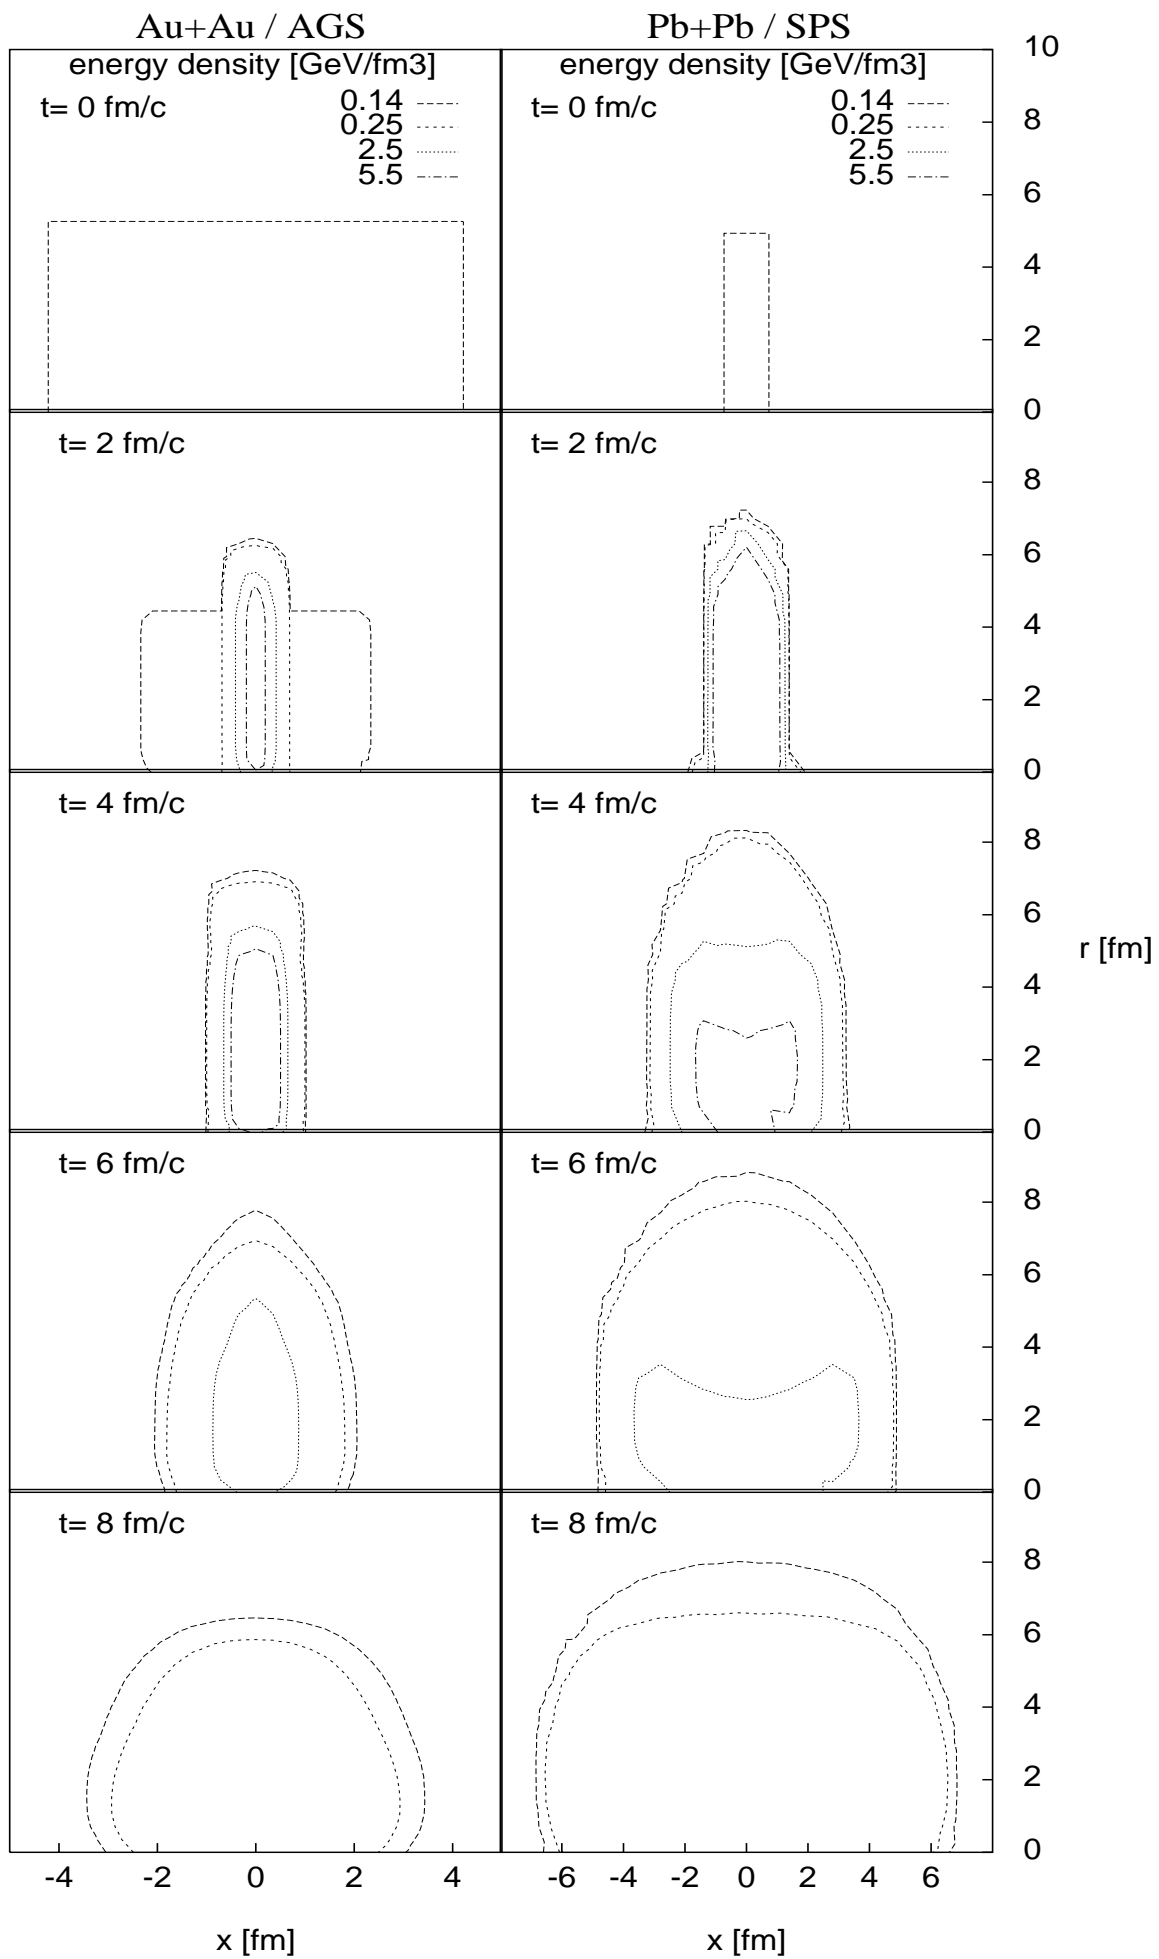 Au+Au / AGS Pb+Pb / SPS
energy density [GeV/fm3] energy density [GeV/fm3] 10
t= 0 fm/c 0.14 t= 0 fm/c 0.14
0.25 0.25 8
2.5 2.5
5.5 5.5
6
4
2
0
t= 2 fm/c t= 2 fm/c
8
6
4
2
0
t= 4 fm/c t= 4 fm/c
8
6
r [fm]
4
2
0
t= 6 fm/c t= 6 fm/c
8
6
4
2
0
t= 8 fm/c t= 8 fm/c
8
6
4
2
0
-4 -2 0 2 4 -6 -4 -2 0 2 4 6
x [fm] x [fm]